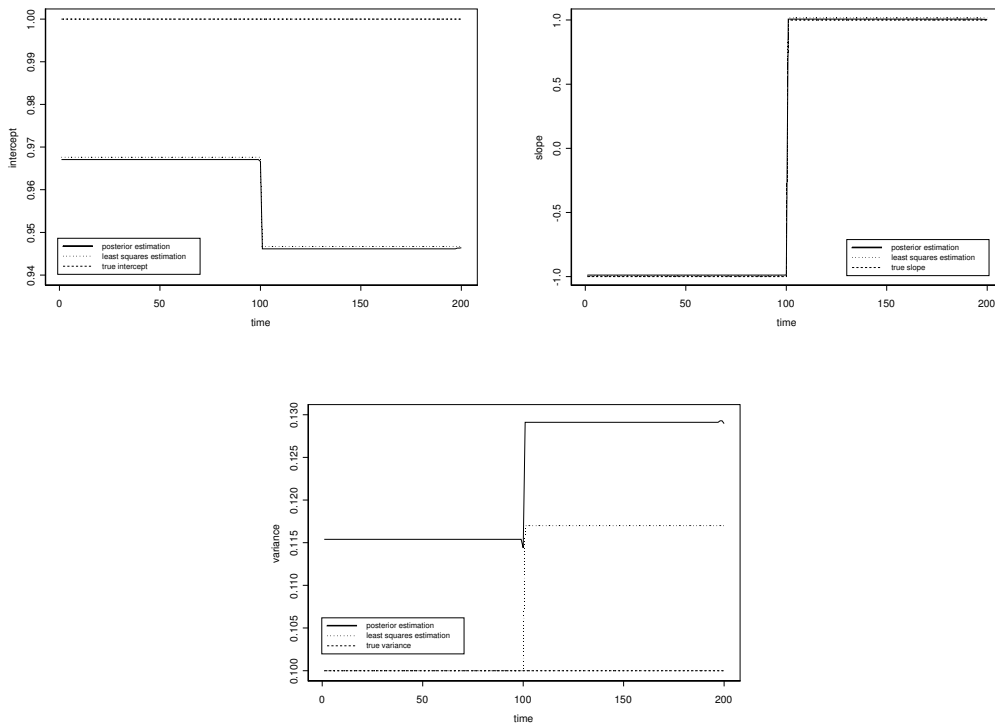 1.00
0.99
0.98
0.97
0.96
0.95
0.94
intercept
posterior estimation
least squares estimation
true intercept
0 50 100 150 200
time
1.0
0.5
0.0
-0.5
-1.0
slope
posterior estimation
least squares estimation
true slope
0 50 100 150 200
time
0.130
0.125
0.120
0.115
0.110
0.105
0.100
variance
posterior estimation
least squares estimation
true variance
0 50 100 150 200
time